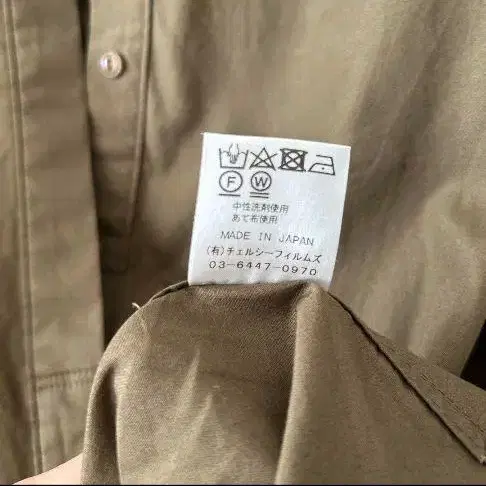 F W
中性洗剤使用
あて布使用
MADE IN JAPAN
(有)チェルシーフィルムズ
03-6447-0970